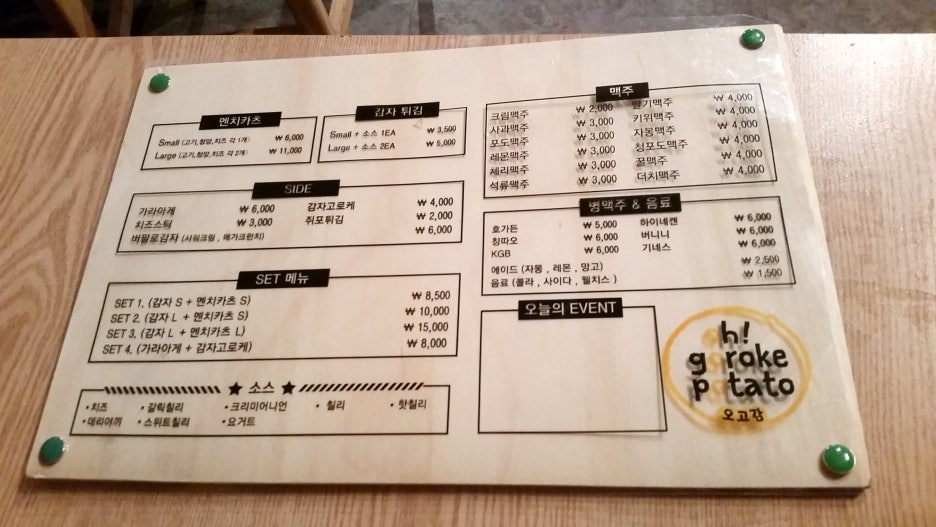 멘치카츠
Small (고기,청양,치즈 각 1개) ₩ 6,000
Large (고기,청양,치즈 각 2개) ₩ 11,000
감자 튀김
Small + 소스 1EA ₩ 3,500
Large + 소스 2EA ₩ 5,000
SIDE
가라아게 ₩ 6,000 감자고로케 ₩ 4,000
치즈스틱 ₩ 3,000 쥐포튀김 ₩ 2,000
버팔로감자 (사워크림 , 메가크런치) ₩ 6,000
SET 메뉴
SET 1. (감자 S + 멘치카츠 S) ₩ 8,500
SET 2. (감자 L + 멘치카츠 S) ₩ 10,000
SET 3. (감자 L + 멘치카츠 L) ₩ 15,000
SET 4. (가라아게 + 감자고로케) ₩ 8,000
★ 소스 ★
• 치즈 • 갈릭칠리 • 크리미어니언 • 칠리 • 핫칠리
• 데리야끼 • 스위트칠리 • 요거트
맥주
크림맥주 ₩ 2,000 딸기맥주 ₩ 4,000
사과맥주 ₩ 3,000 키위맥주 ₩ 4,000
포도맥주 ₩ 3,000 자몽맥주 ₩ 4,000
레몬맥주 ₩ 3,000 청포도맥주 ₩ 4,000
체리맥주 ₩ 3,000 꿀맥주 ₩ 4,000
석류맥주 ₩ 3,000 더치맥주 ₩ 4,000
병맥주 & 음료
호가든 ₩ 5,000 하이네켄 ₩ 6,000
칭따오 ₩ 6,000 버니니 ₩ 6,000
KGB ₩ 6,000 기네스 ₩ 6,000
에이드 (자몽 , 레몬 , 망고) ₩ 2,500
음료 (콜라 , 사이다 , 웰치스 ) ₩ 1,500
오늘의 EVENT
oh!
goroke
potato
오고감